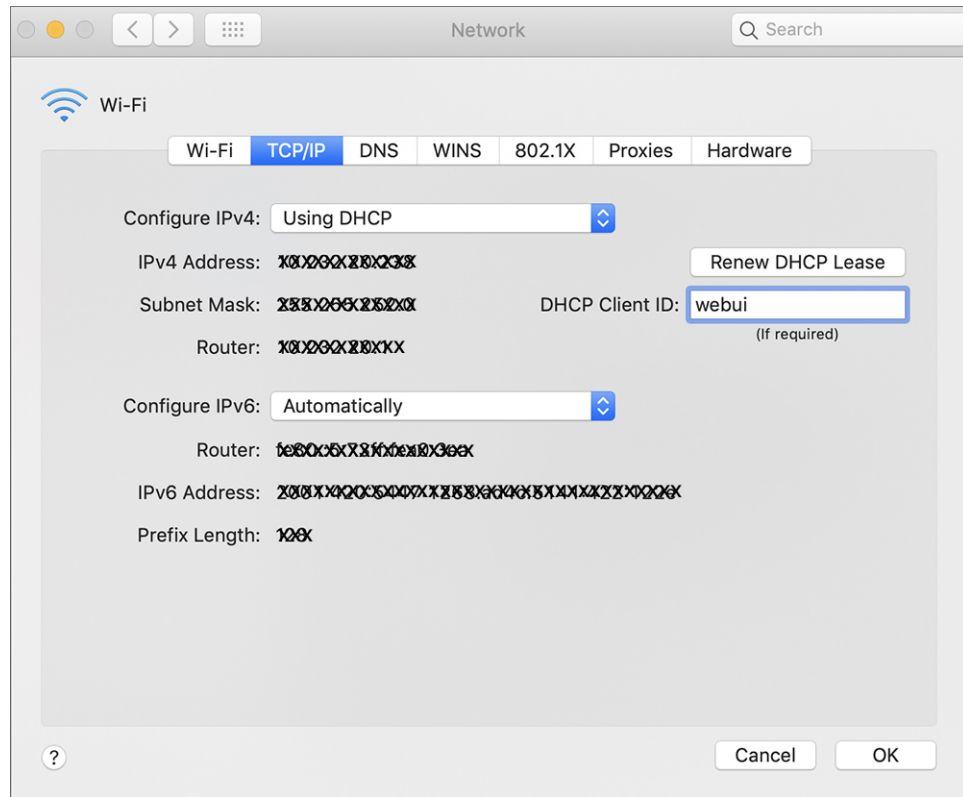 Network
Search
Wi-Fi
Wi-Fi TCP/IP DNS WINS 802.1X Proxies Hardware
Configure IPv4: Using DHCP
IPv4 Address: Renew DHCP Lease
Subnet Mask: DHCP Client ID: webui
(If required)
Router:
Configure IPv6: Automatically
Router:
IPv6 Address:
Prefix Length:
? Cancel OK